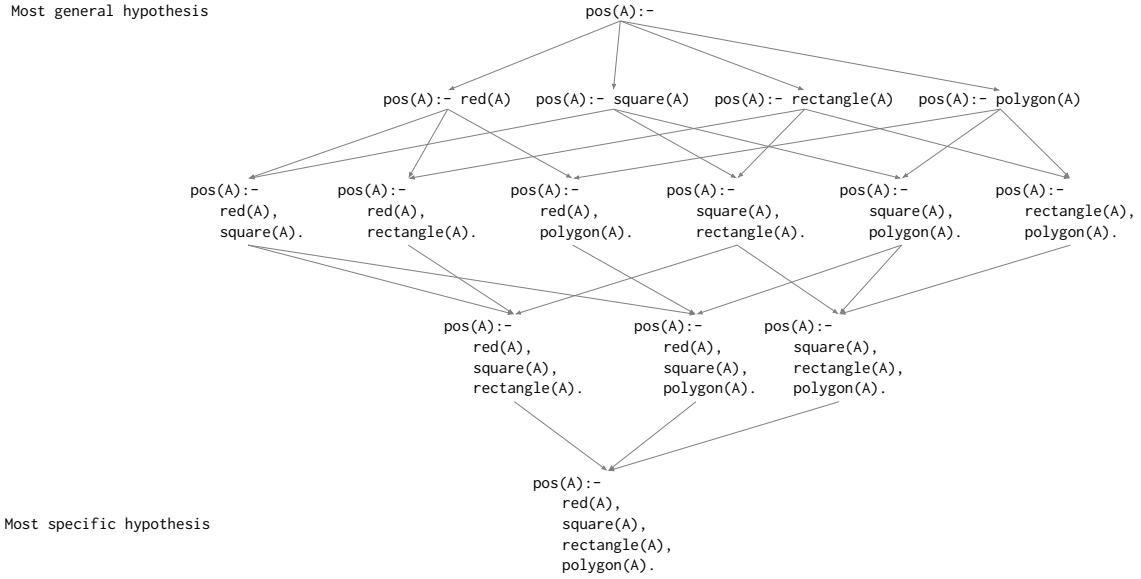 Most general hypothesis
pos(A):-
pos(A):- red(A)
pos(A):- square(A)
pos(A):- rectangle(A)
pos(A):- polygon(A)
pos(A):-
red(A),
square(A).
pos(A):-
red(A),
rectangle(A).
pos(A):-
red(A),
polygon(A).
pos(A):-
square(A),
rectangle(A).
pos(A):-
square(A),
polygon(A).
pos(A):-
rectangle(A),
polygon(A).
pos(A):-
red(A),
square(A),
rectangle(A).
pos(A):-
red(A),
square(A),
polygon(A).
pos(A):-
square(A),
rectangle(A),
polygon(A).
Most specific hypothesis
pos(A):-
red(A),
square(A),
rectangle(A),
polygon(A).